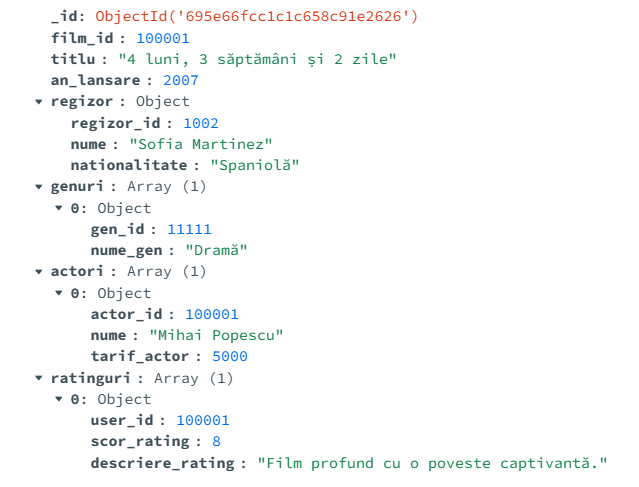 _id: ObjectId('695e66fcc1c1c658c91e2626')
film_id : 100001
titlu : "4 luni, 3 săptămâni și 2 zile"
an_lansare : 2007
regizor : Object
regizor_id : 1002
nume : "Sofia Martinez"
nationalitate : "Spaniolă"
genuri : Array (1)
0: Object
gen_id : 11111
nume_gen : "Dramă"
actori : Array (1)
0: Object
actor_id : 100001
nume : "Mihai Popescu"
tarif_actor : 5000
ratinguri : Array (1)
0: Object
user_id : 100001
scor_rating : 8
descriere_rating : "Film profund cu o poveste captivantă."